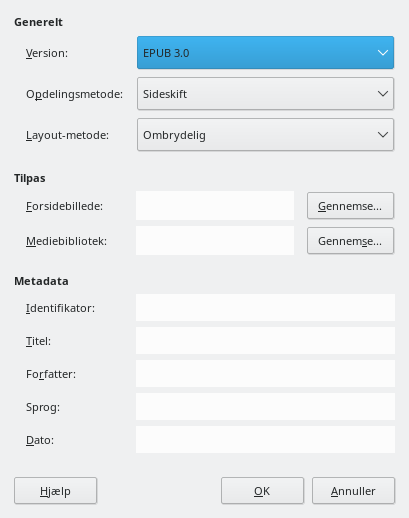 Generelt
Version: EPUB 3.0
Opdelingsmetode: Sideskift
Layout-metode: Ombrydelig
Tilpas
Forsidebillede: Gennemse...
Mediebibliotek: Gennemse...
Metadata
Identifikator:
Titel:
Forfatter:
Sprog:
Dato:
Hjælp OK Annuller